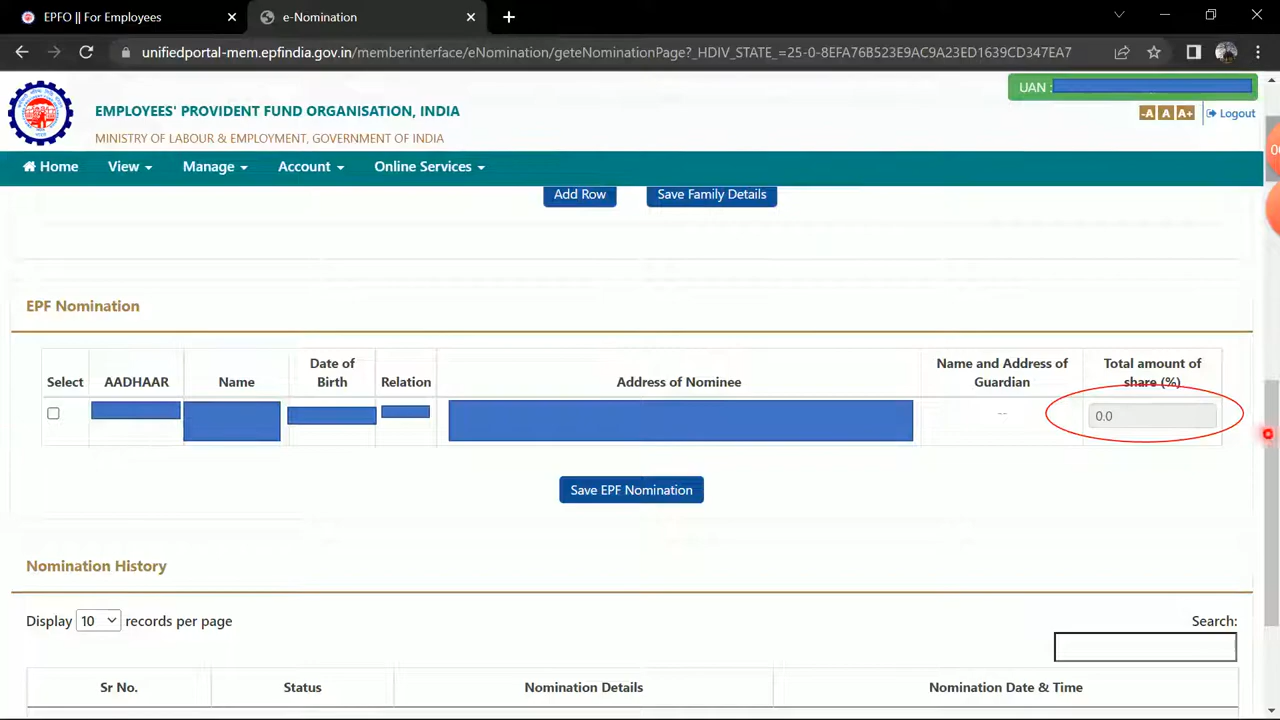 EPFO || For Employees
e-Nomination
unifiedportal-mem.epfindia.gov.in/memberinterface/eNomination/geteNominationPage?_HDIV_STATE_=25-0-8EFA76B523E9AC9A23ED1639CD347EA7
UAN :
EMPLOYEES' PROVIDENT FUND ORGANISATION, INDIA
-A A A+ Logout
MINISTRY OF LABOUR & EMPLOYMENT, GOVERNMENT OF INDIA
Home View Manage Account Online Services
Add Row Save Family Details
EPF Nomination
Select AADHAAR Name Date of Birth Relation Address of Nominee Name and Address of Guardian Total amount of share (%)
-- 0.0
Save EPF Nomination
Nomination History
Display 10 records per page
Search:
Sr No. Status Nomination Details Nomination Date & Time